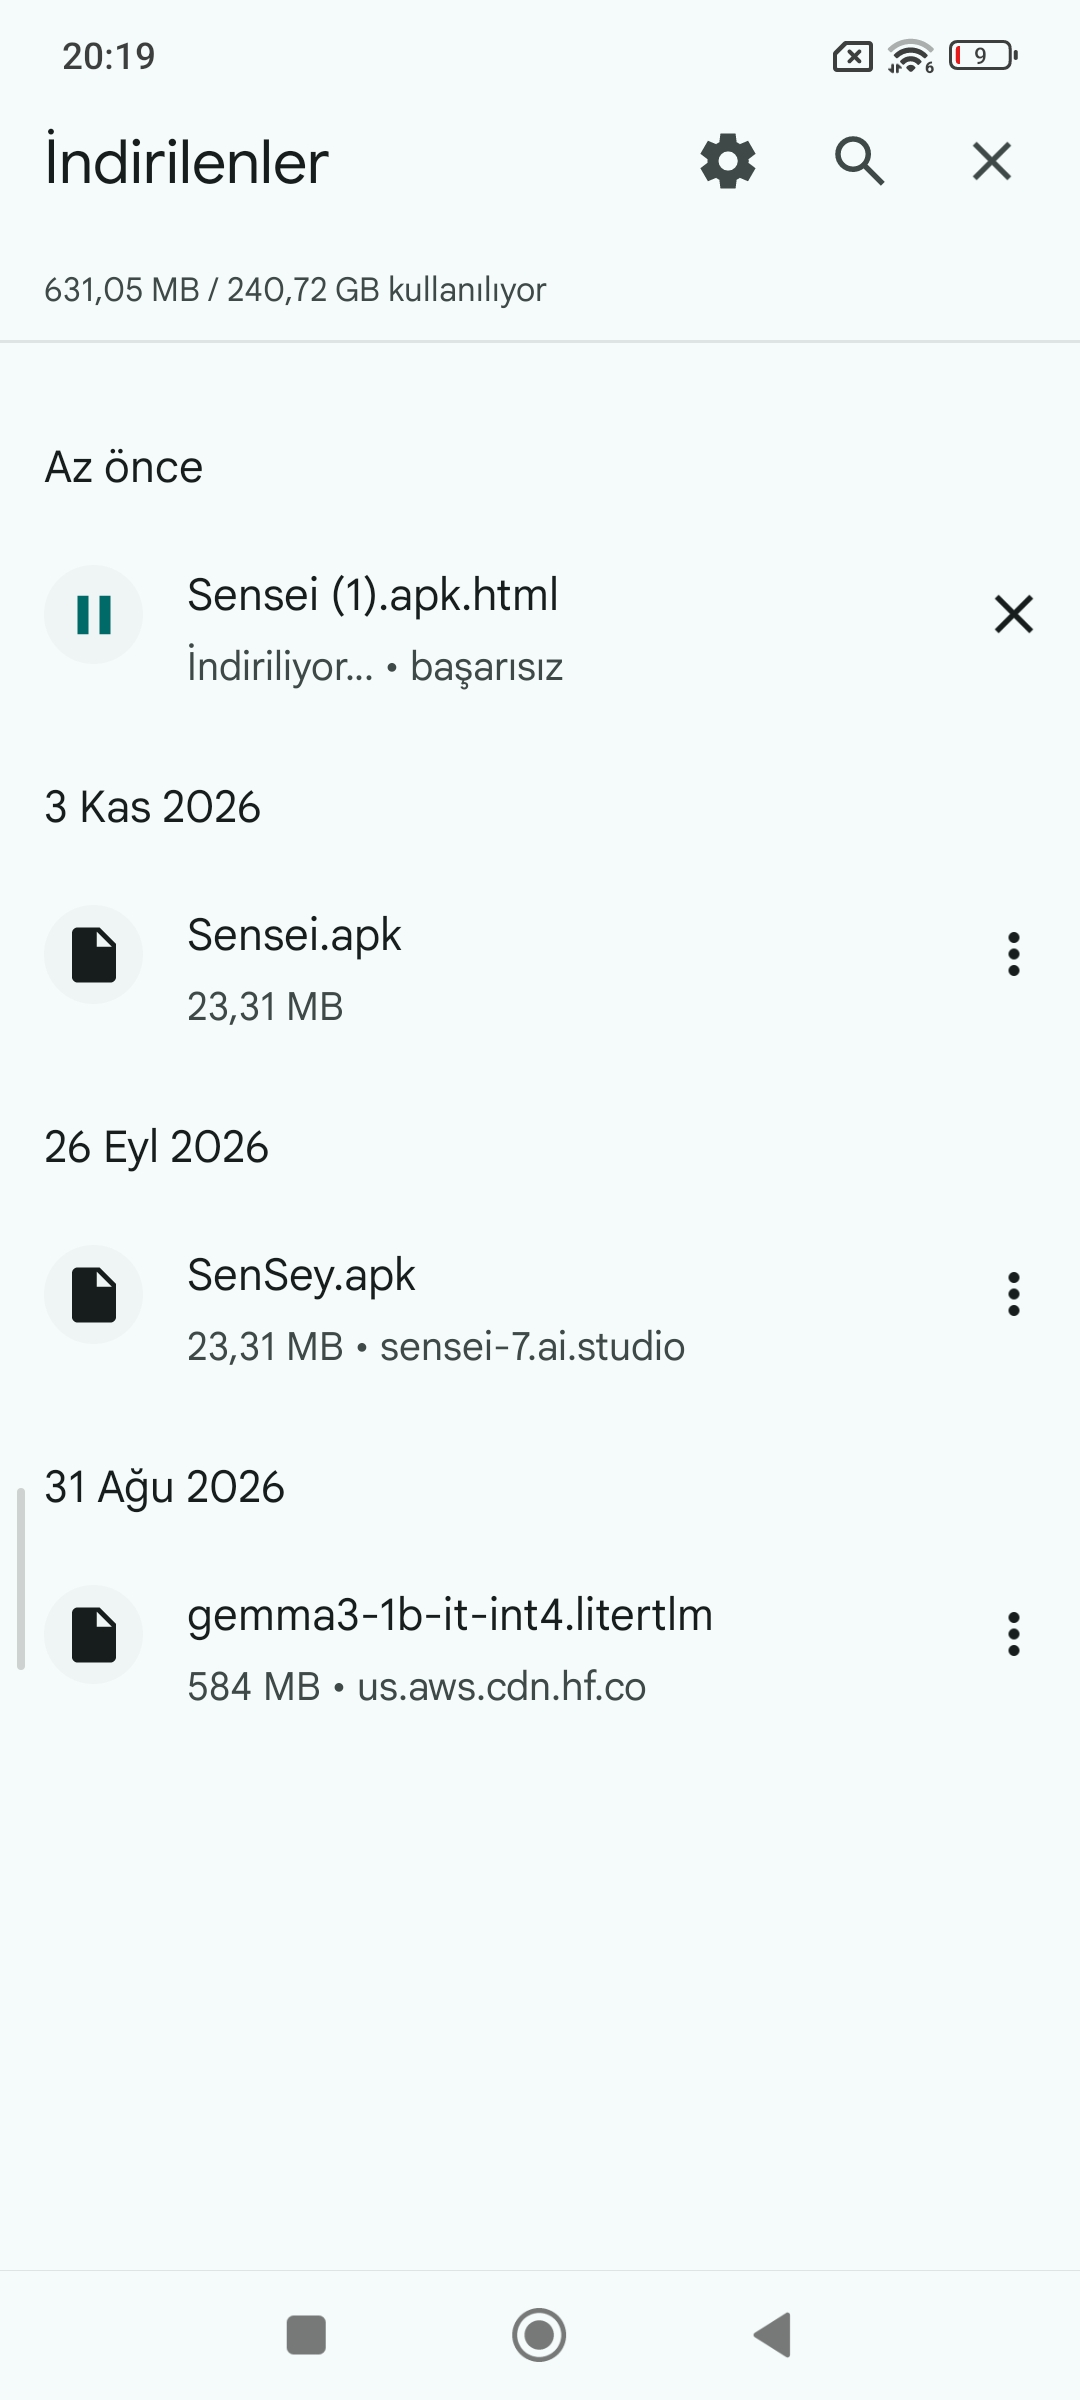 20:19
6
9
İndirilenler
631,05 MB / 240,72 GB kullanılıyor
Az önce
Sensei (1).apk.html
İndiriliyor... • başarısız
3 Kas 2026
Sensei.apk
23,31 MB
26 Eyl 2026
SenSey.apk
23,31 MB • sensei-7.ai.studio
31 Ağu 2026
gemma3-1b-it-int4.litertlm
584 MB • us.aws.cdn.hf.co